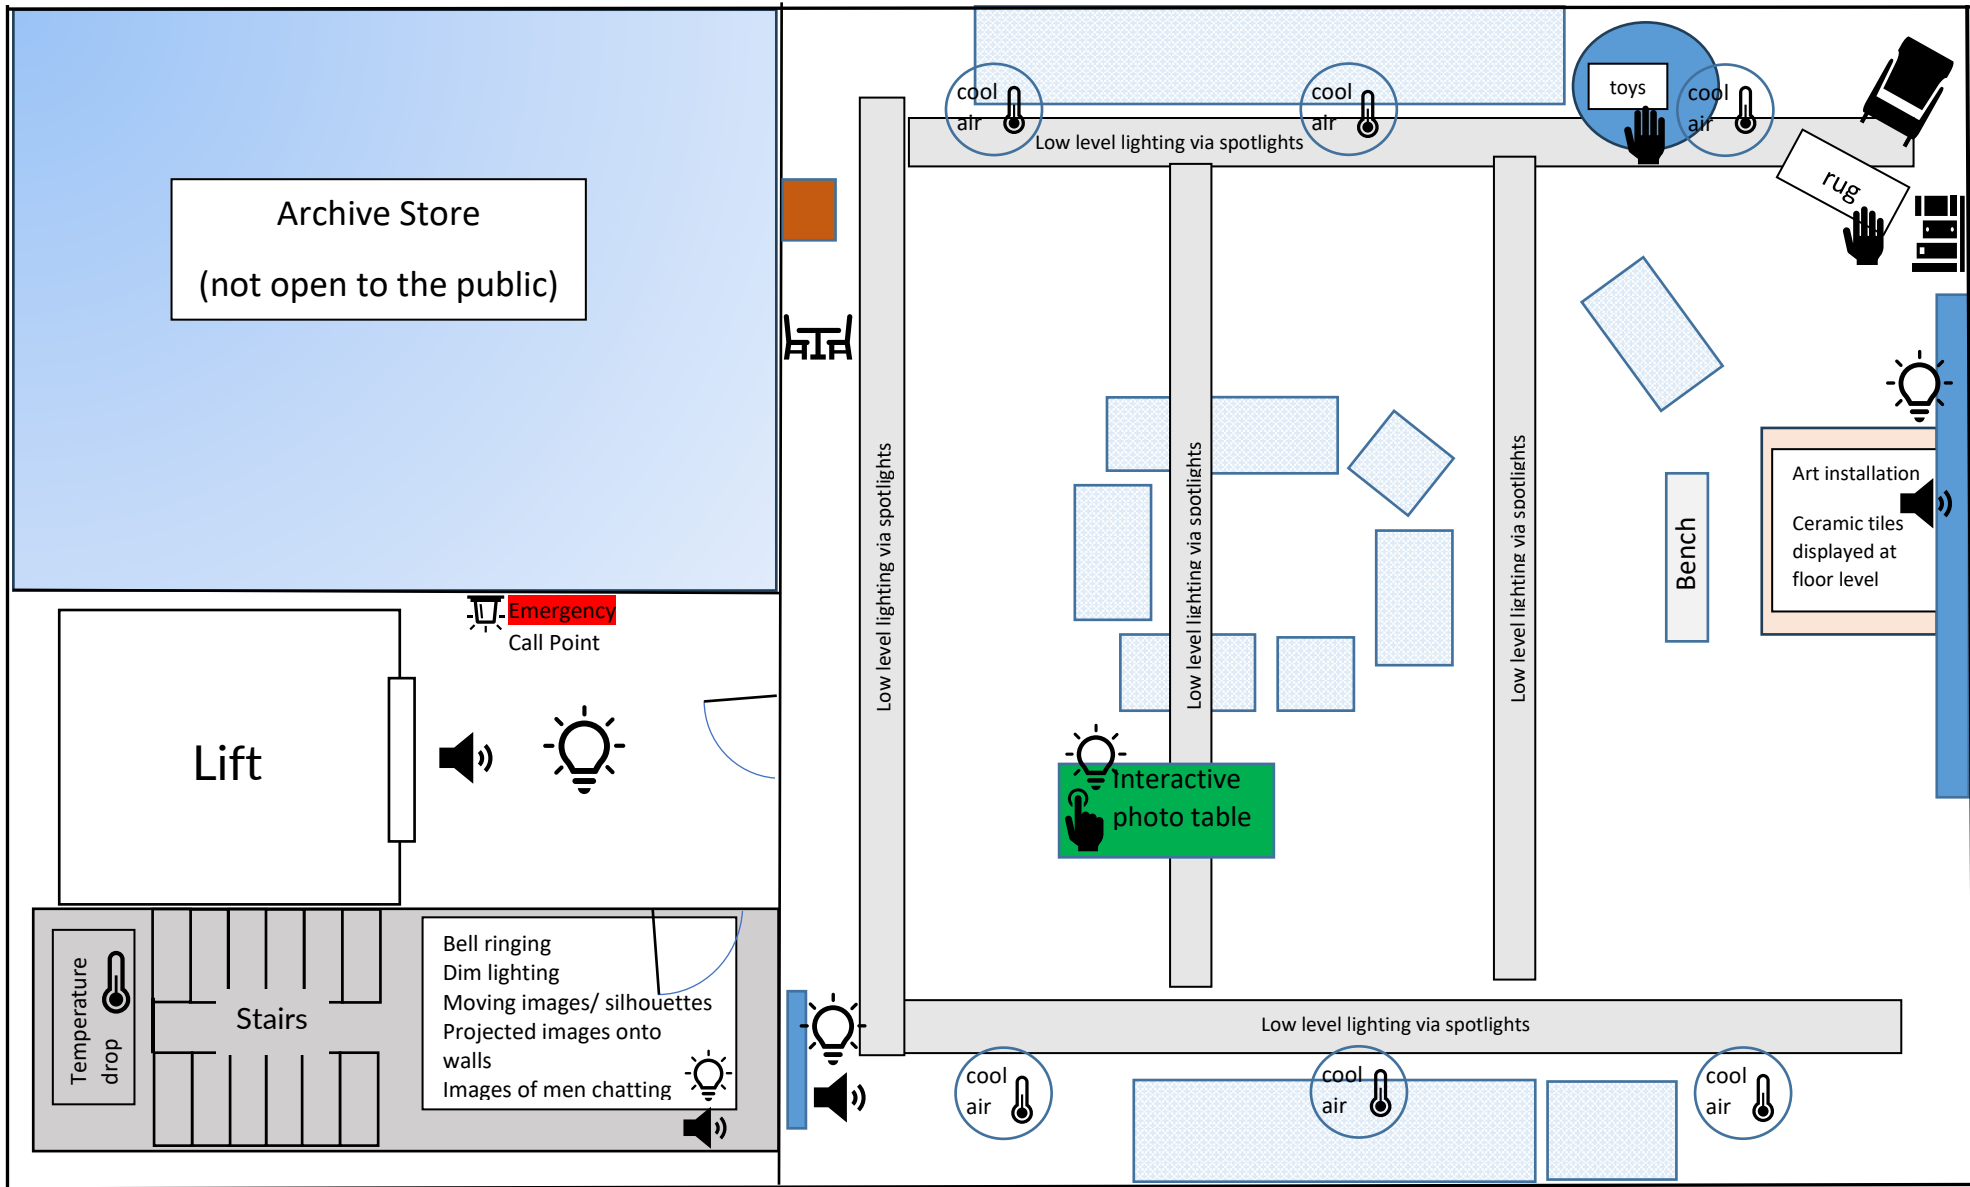 Archive Store
(not open to the public)
cool
air
cool
air
toys
cool
air
Low level lighting via spotlights
rug
Low level lighting via spotlights
Low level lighting via spotlights
Low level lighting via spotlights
Art installation
Ceramic tiles
displayed at
floor level
Bench
Emergency
Call Point
Lift
Interactive
photo table
Temperature
drop
Stairs
Bell ringing
Dim lighting
Moving images/ silhouettes
Projected images onto
walls
Images of men chatting
Low level lighting via spotlights
cool
air
cool
air
cool
air